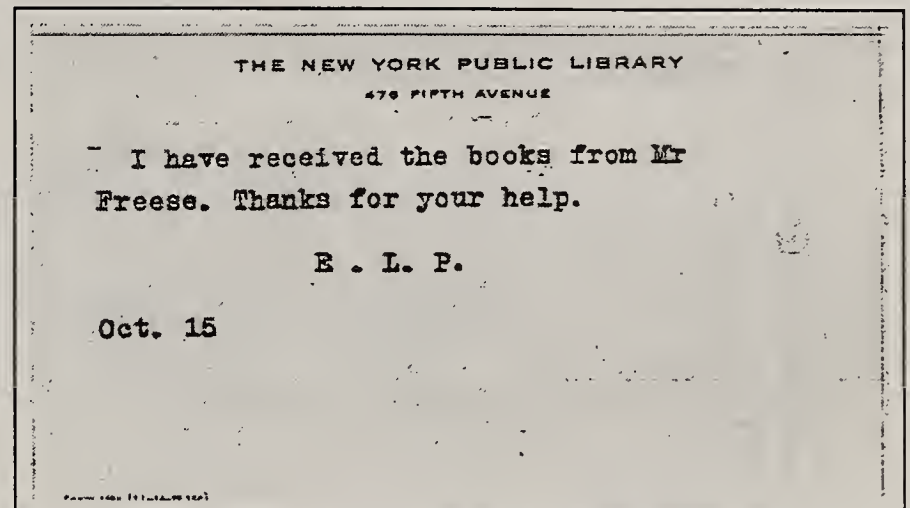 THE NEW YORK PUBLIC LIBRARY
476 FIFTH AVENUE
I have received the books from Mr
Freese. Thanks for your help.
E . L. P.
Oct. 15